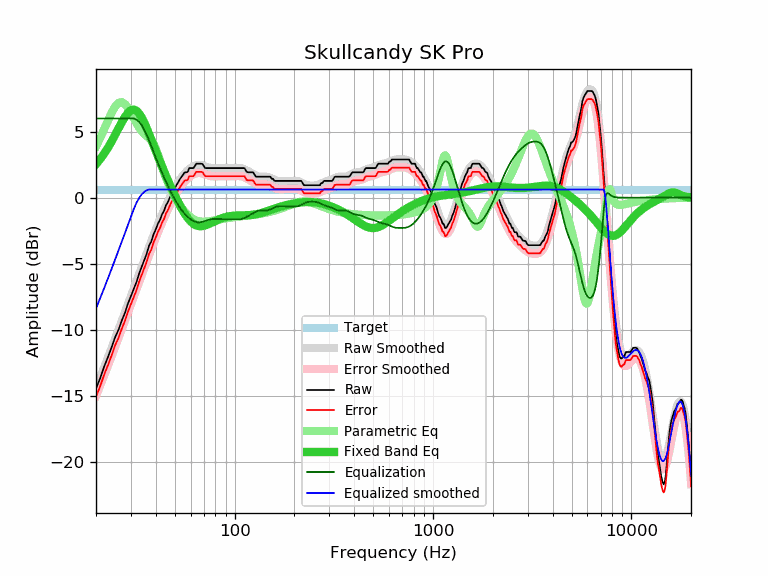 Skullcandy SK Pro
Amplitude (dBr)
5
0
−5
−10
−15
−20
Target
Raw Smoothed
Error Smoothed
Raw
Error
Parametric Eq
Fixed Band Eq
Equalization
Equalized smoothed
100
1000
10000
Frequency (Hz)